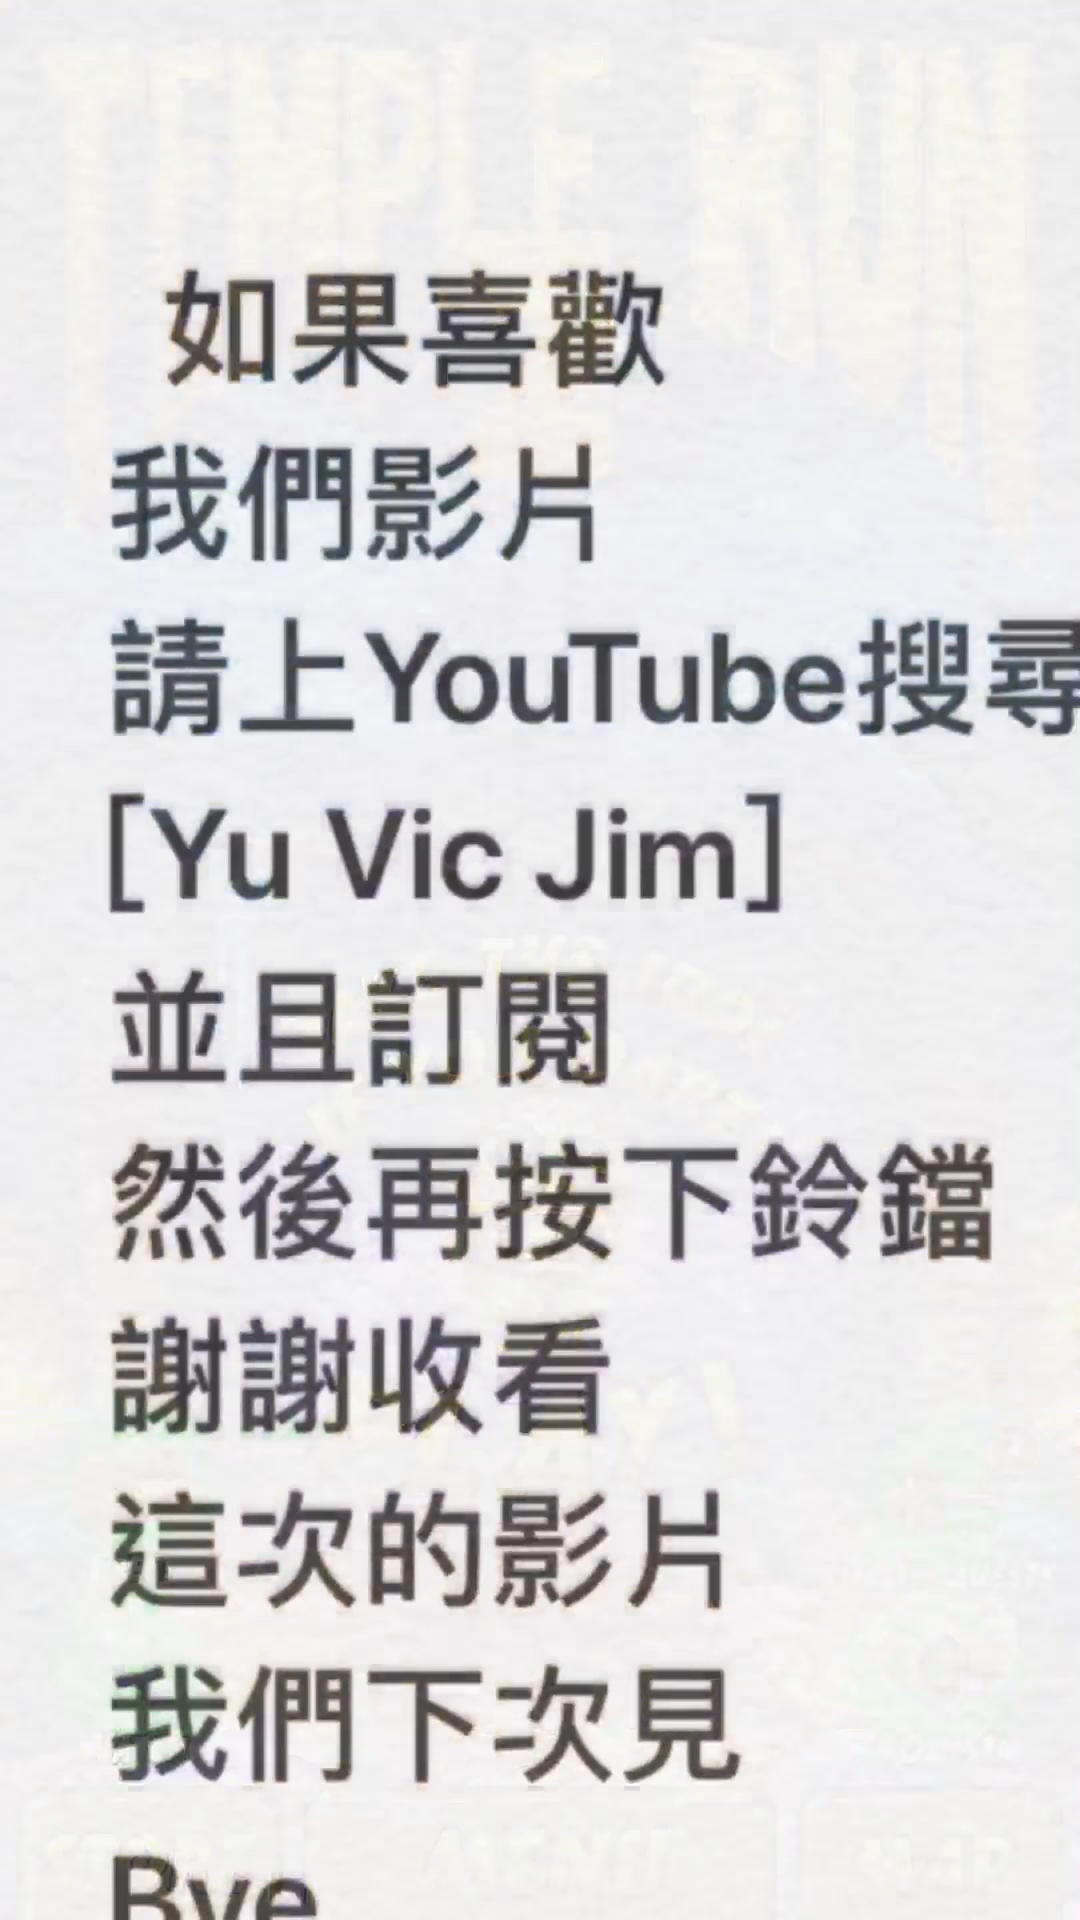 TEMPLE RUN
如果喜歡
我們影片
請上YouTube搜尋
[Yu Vic Jim]
並且訂閱
然後再按下鈴鐺
謝謝收看
這次的影片
我們下次見
Bye